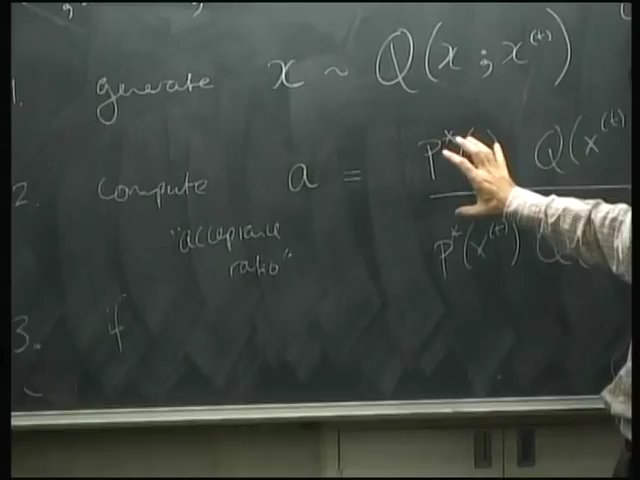 1. generate x ~ Q(x ; x^(t))
P* Q(x^(t)
2. compute a =
"acceptance P*(x^(t)) Q(
ratio"
3. if